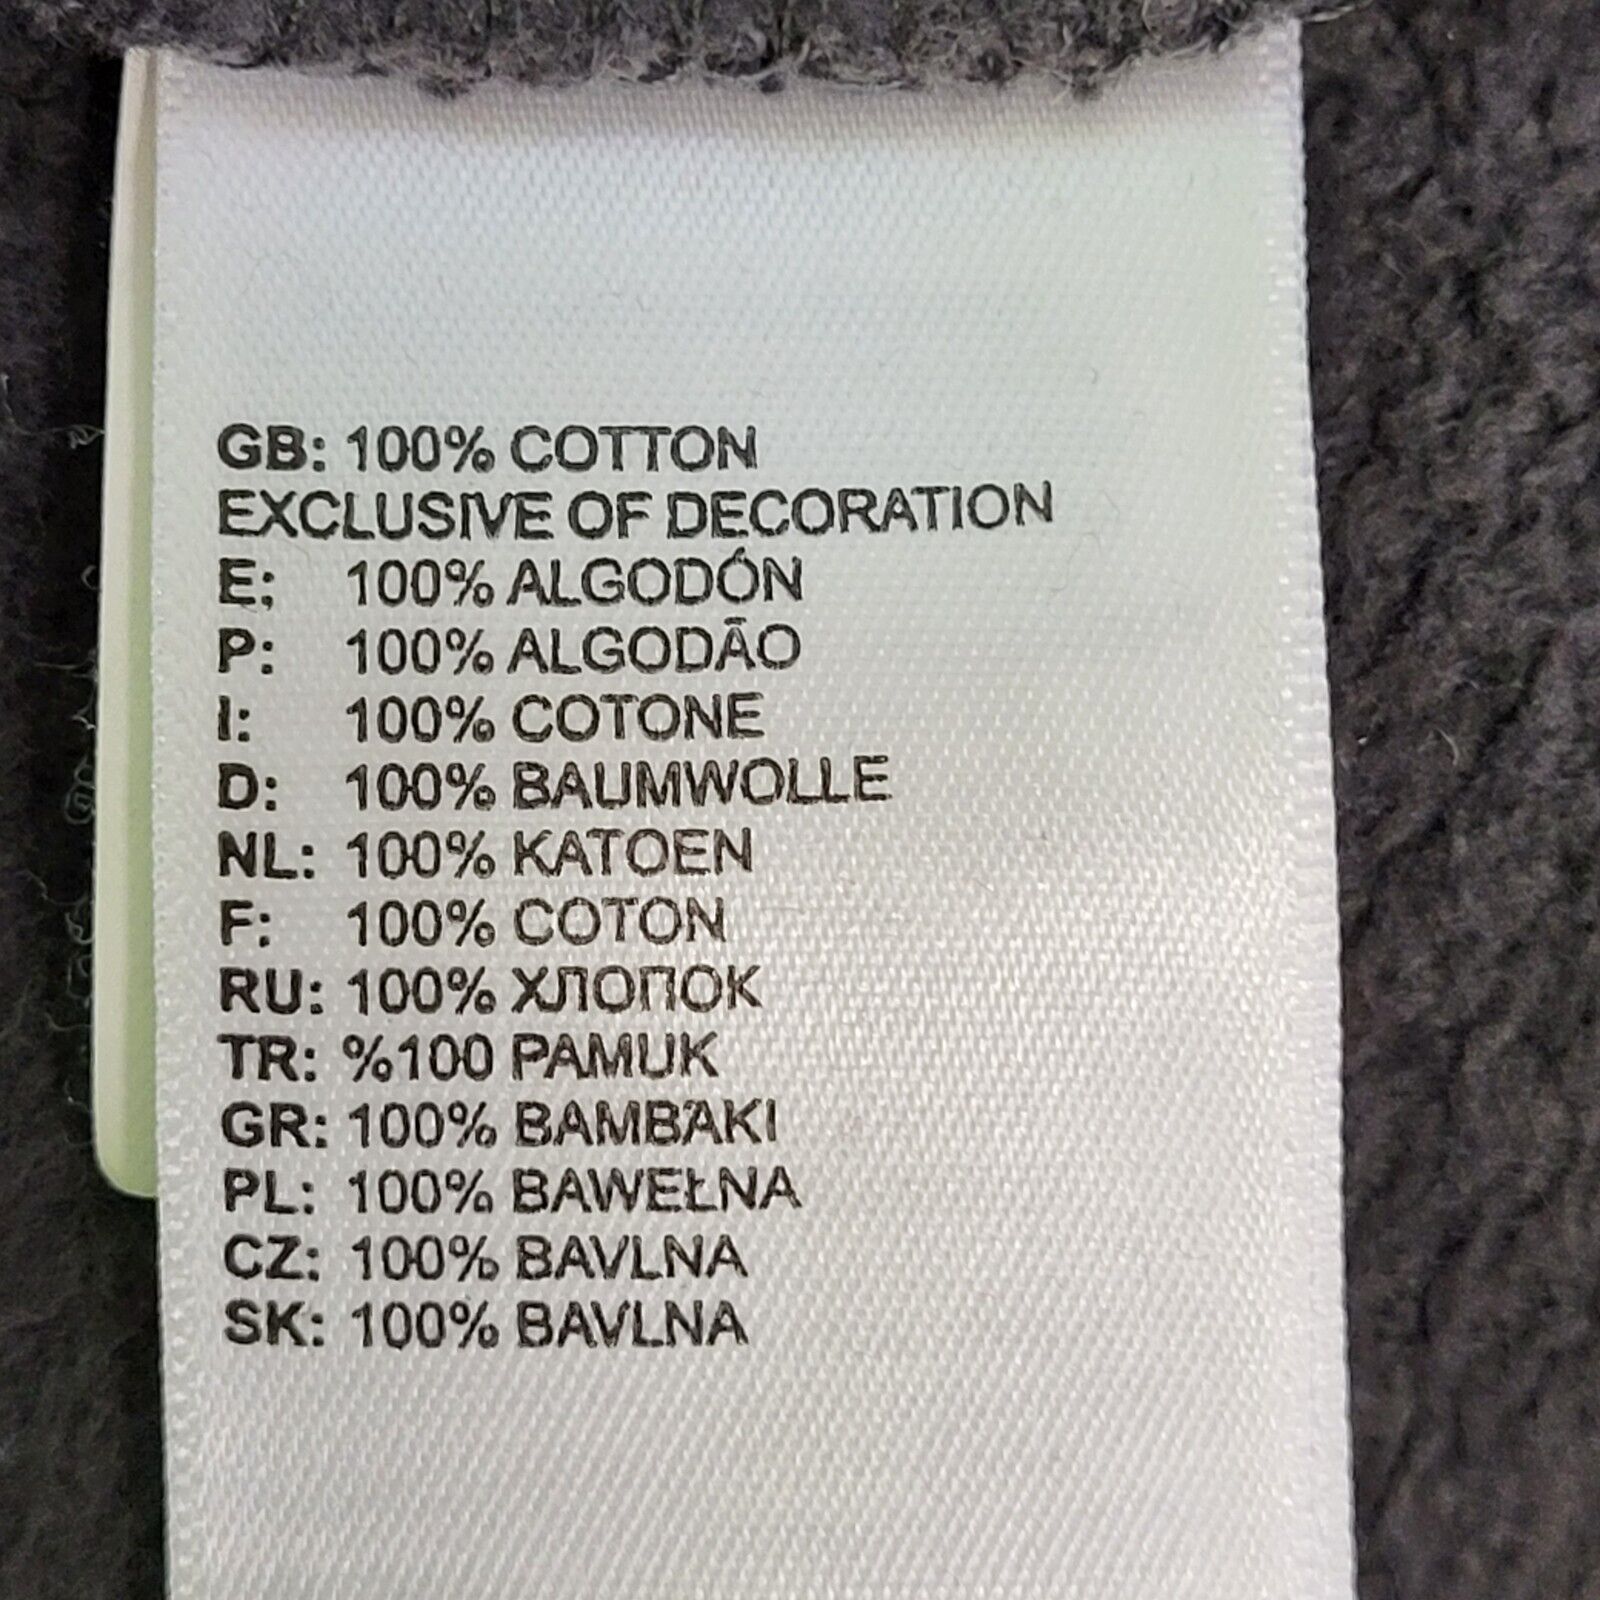 GB: 100% COTTON
EXCLUSIVE OF DECORATION
E: 100% ALGODÓN
P: 100% ALGODÃO
I: 100% COTONE
D: 100% BAUMWOLLE
NL: 100% KATOEN
F: 100% COTON
RU: 100% ХЛОПОК
TR: %100 PAMUK
GR: 100% ΒΑΜΒΆΚΙ
PL: 100% BAWEŁNA
CZ: 100% BAVLNA
SK: 100% BAVLNA